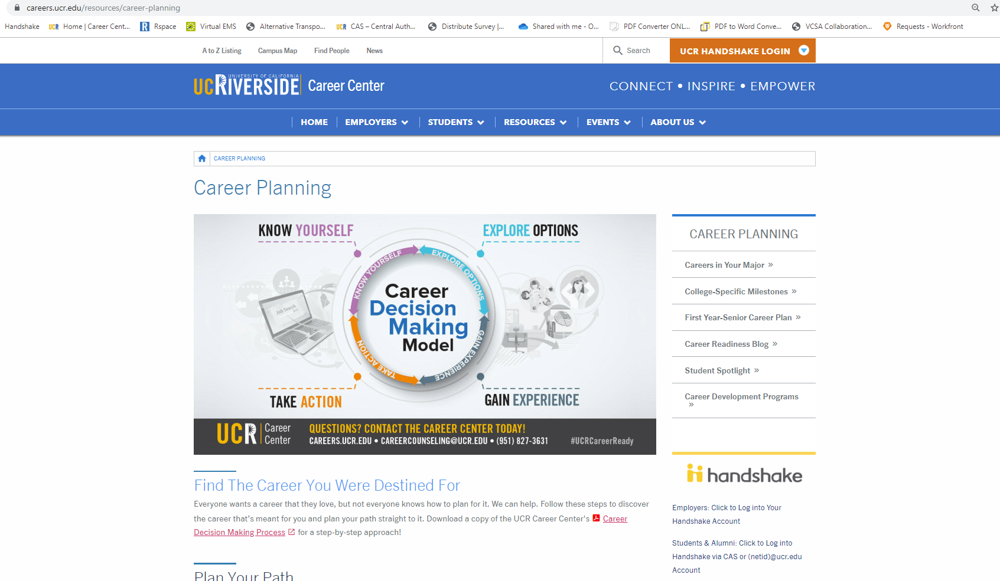 careers.ucr.edu/resources/career-planning
Handshake
Home | Career Cent...
Rspace
Virtual EMS
Alternative Transpo...
CAS – Central Auth...
Distribute Survey |...
Shared with me - O...
PDF Converter ONL...
PDF to Word Conve...
VCSA Collaboration...
Requests - Workfront
A to Z Listing
Campus Map
Find People
News
Search
UCR HANDSHAKE LOGIN
UNIVERSITY OF CALIFORNIA
UC RIVERSIDE
Career Center
CONNECT • INSPIRE • EMPOWER
HOME
EMPLOYERS
STUDENTS
RESOURCES
EVENTS
ABOUT US
CAREER PLANNING
Career Planning
KNOW YOURSELF
EXPLORE OPTIONS
KNOW YOURSELF
EXPLORE OPTIONS
Job Search
Career
Decision
Making
Model
TAKE ACTION
GAIN EXPERIENCE
TAKE ACTION
GAIN EXPERIENCE
UCR
Career
Center
QUESTIONS? CONTACT THE CAREER CENTER TODAY!
CAREERS.UCR.EDU • CAREERCOUNSELING@UCR.EDU • (951) 827-3631
#UCRCareerReady
CAREER PLANNING
Careers in Your Major »
College-Specific Milestones »
First Year-Senior Career Plan »
Career Readiness Blog »
Student Spotlight »
Career Development Programs
»
handshake
Employers: Click to Log into Your
Handshake Account
Students & Alumni: Click to Log into
Handshake via CAS or (netid)@ucr.edu
Account
Find The Career You Were Destined For
Everyone wants a career that they love, but not everyone knows how to plan for it. We can help. Follow these steps to discover
the career that's meant for you and plan your path straight to it. Download a copy of the UCR Career Center's Career
Decision Making Process for a step-by-step approach!
Plan Your Path